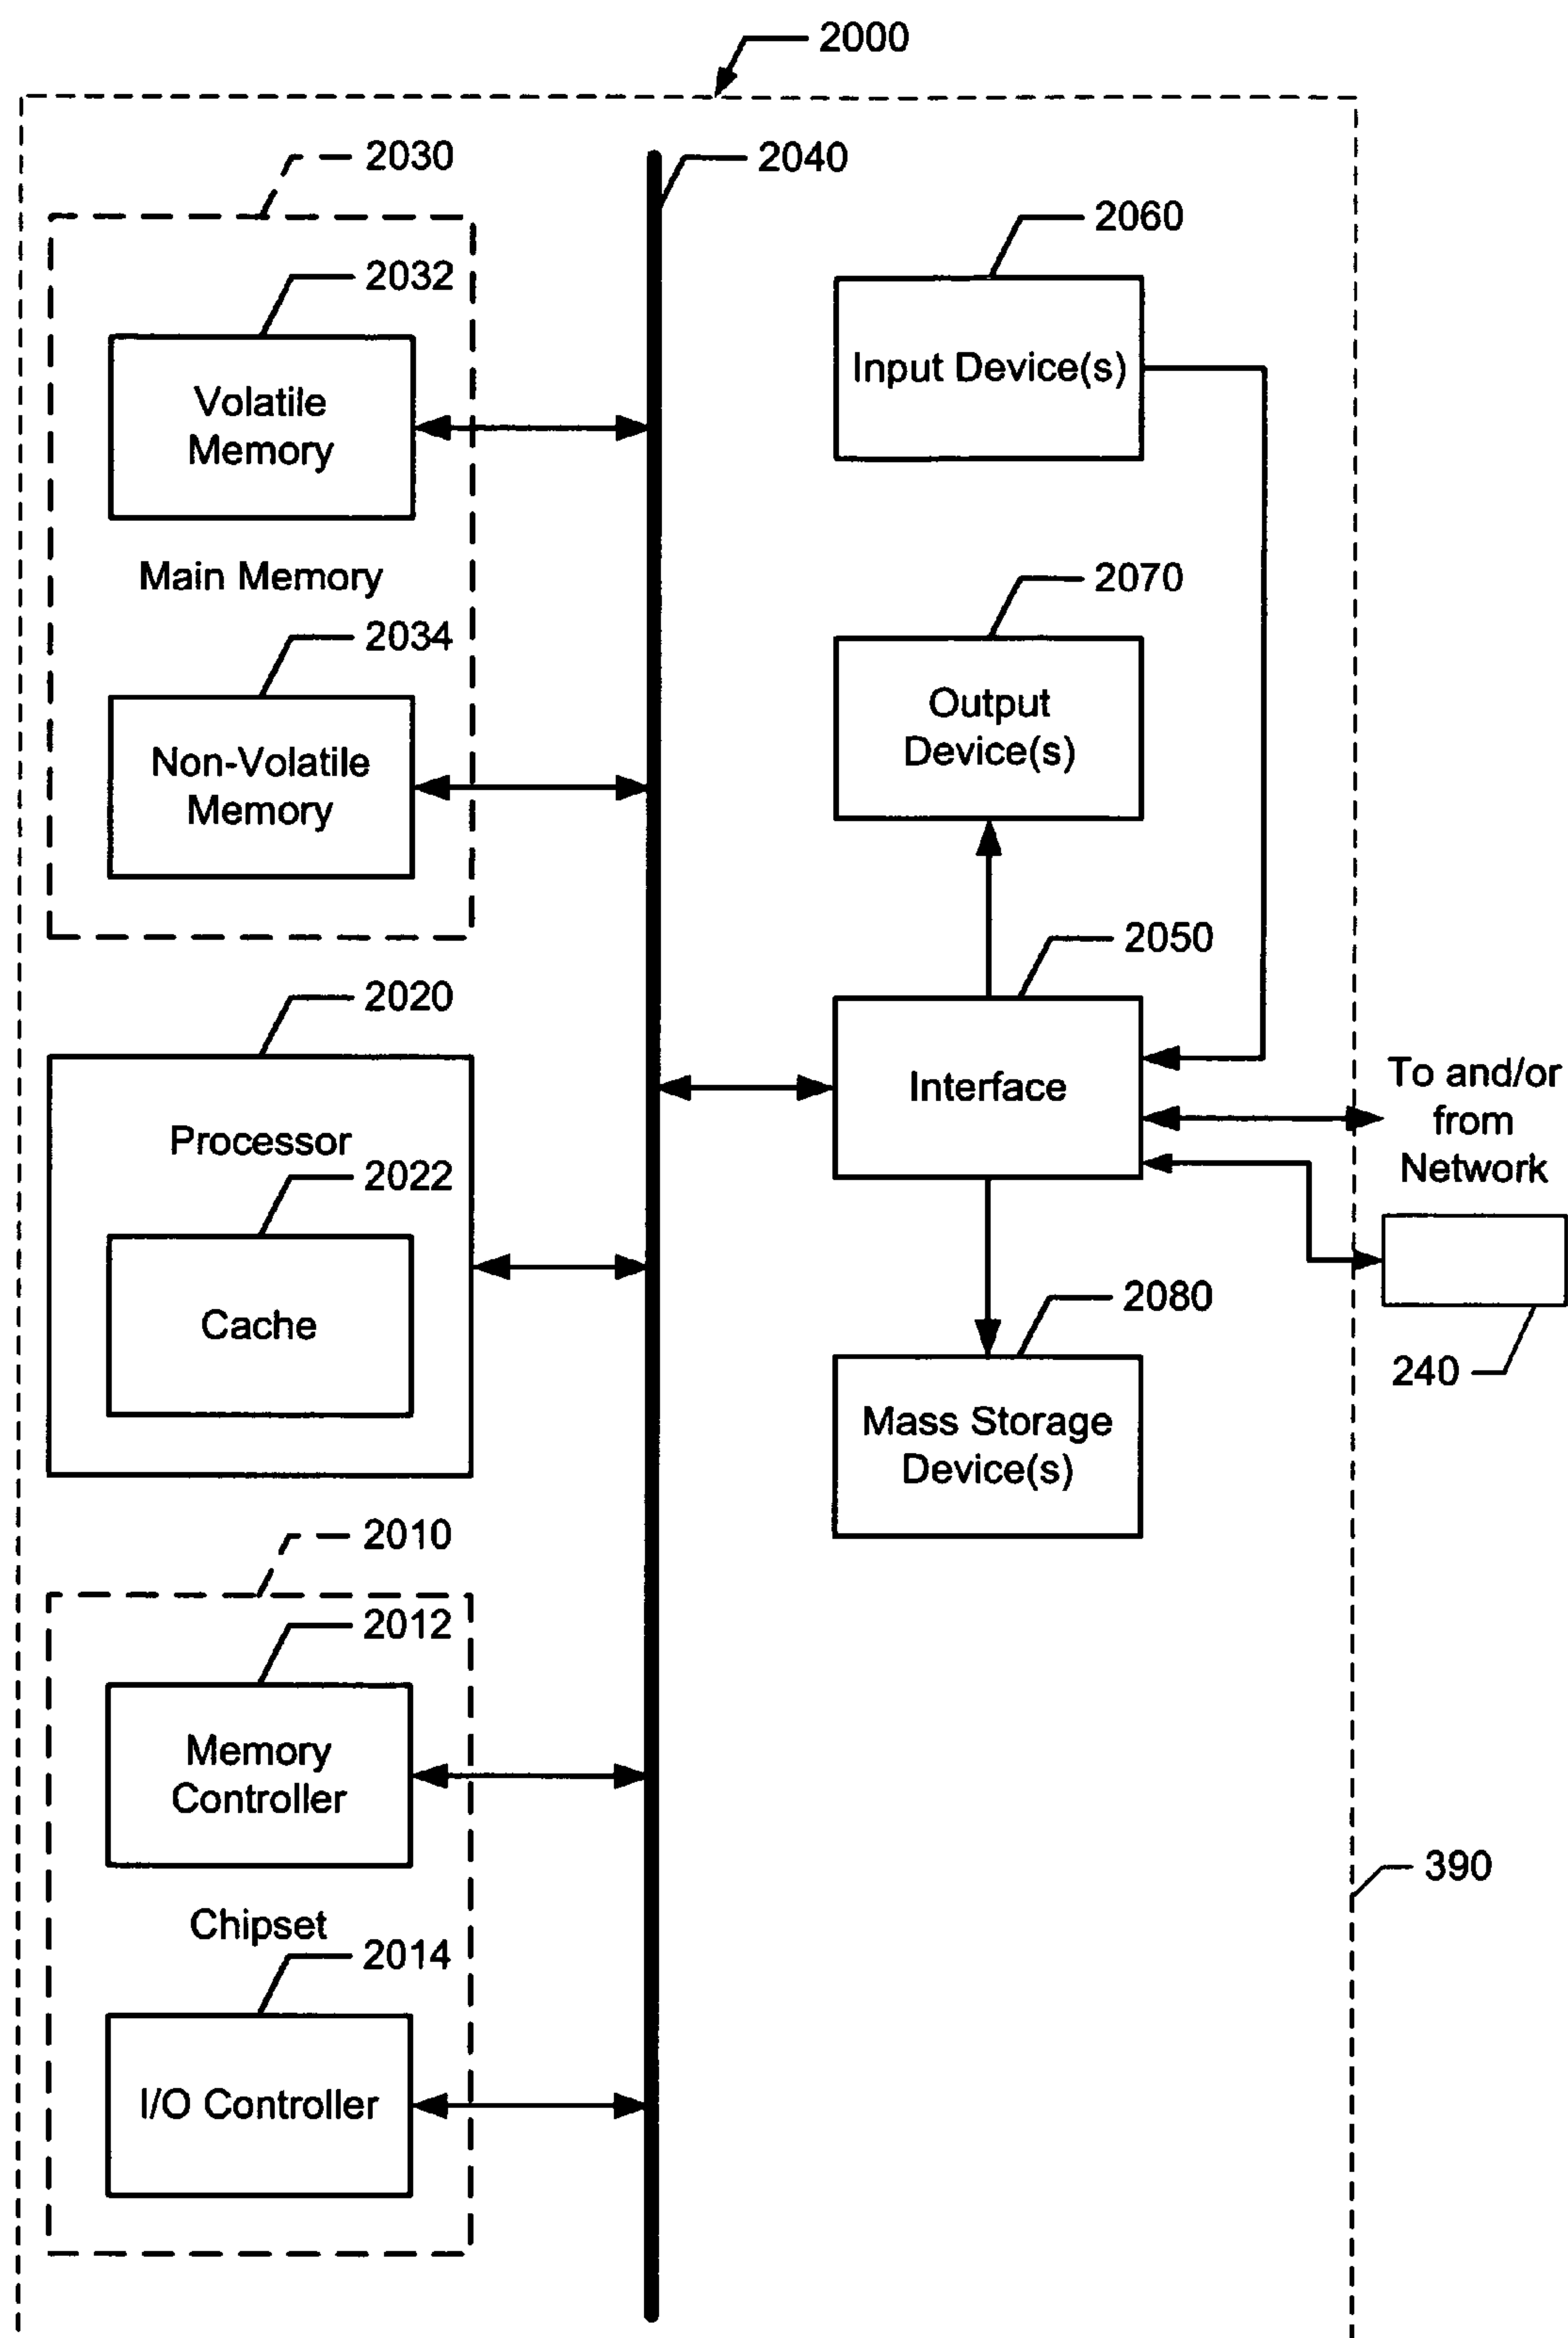 2000
2030
2040
2032
2060
Volatile
Memory
Input Device(s)
Main Memory
2070
2034
Output
Device(s)
Non-Volatile
Memory
2050
2020
Interface
To and/or
from
Network
Processor
2022
Cache
2080
240
Mass Storage
Device(s)
2010
2012
Memory
Controller
390
Chipset
2014
I/O Controller